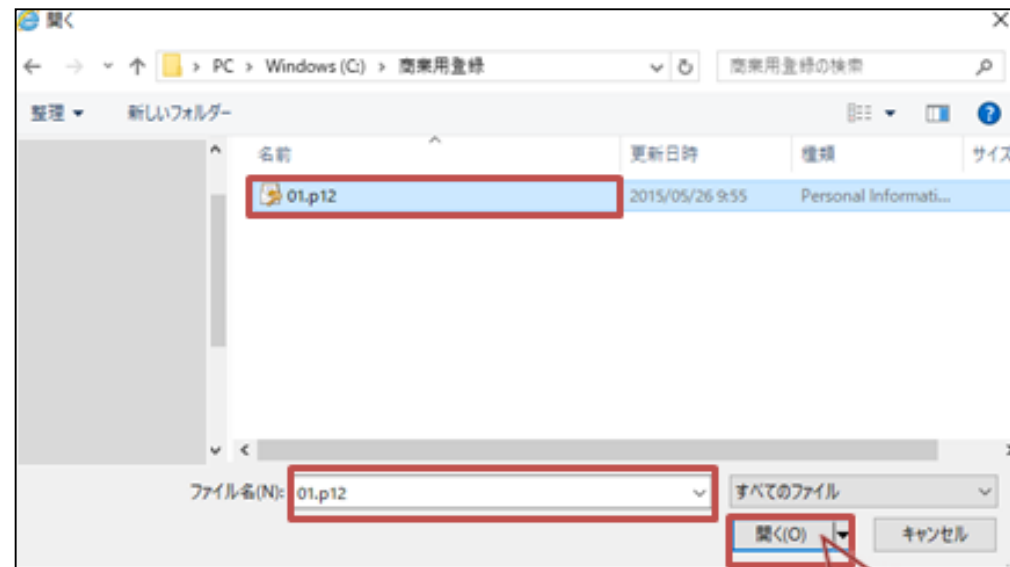 開く
PC > Windows (C:) > 商業用登録
商業用登録の検索
整理
新しいフォルダー
名前 更新日時 種類 サイズ
01.p12 2015/05/26 9:55 Personal Informati...
ファイル名(N): 01.p12 すべてのファイル
開く(O) キャンセル